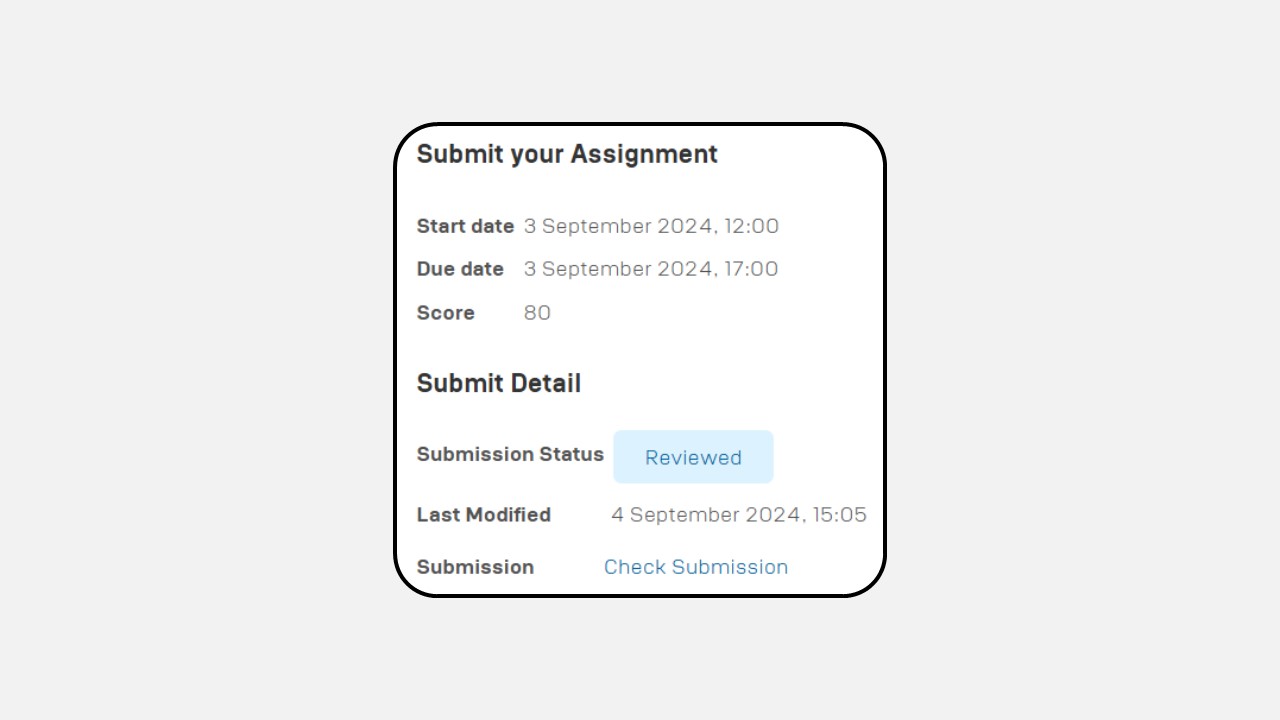 Submit your Assignment
Start date 3 September 2024, 12:00
Due date 3 September 2024, 17:00
Score 80
Submit Detail
Submission Status Reviewed
Last Modified 4 September 2024, 15:05
Submission Check Submission